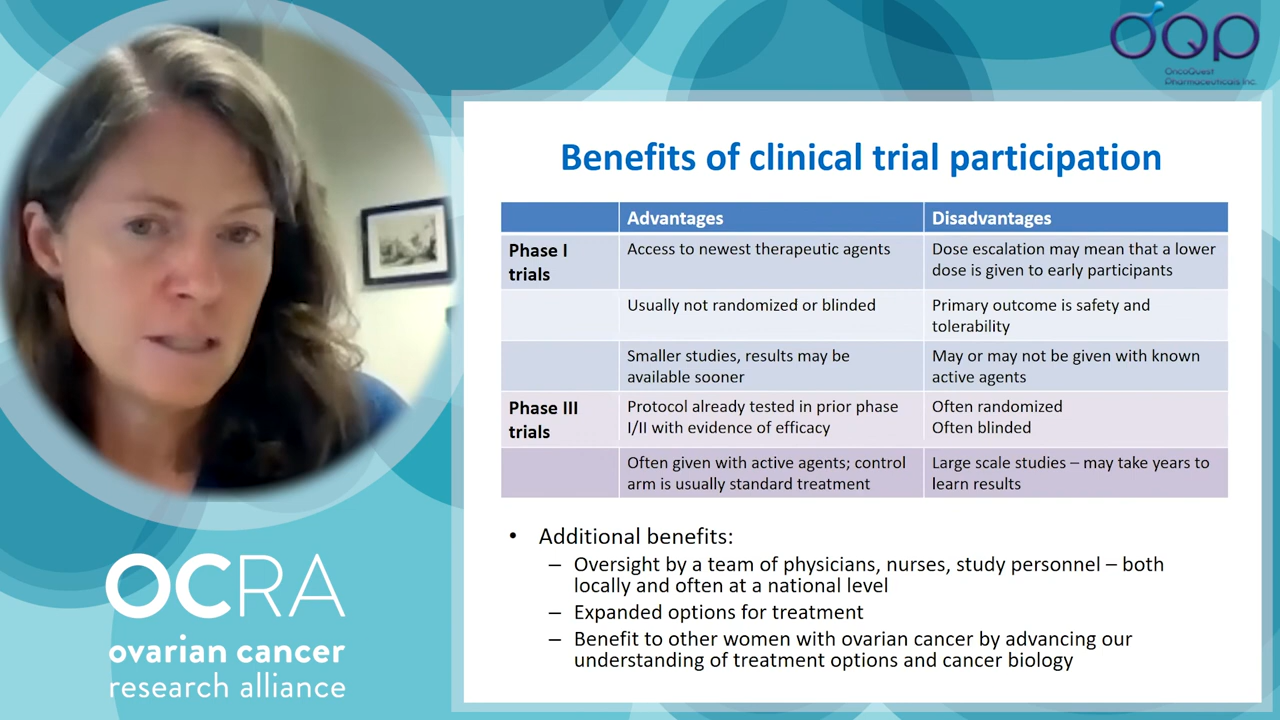 OQP
OncoQuest
Pharmaceuticals Inc.
Benefits of clinical trial participation
Advantages
Disadvantages
Phase I
trials
Access to newest therapeutic agents
Dose escalation may mean that a lower
dose is given to early participants
Usually not randomized or blinded
Primary outcome is safety and
tolerability
Smaller studies, results may be
available sooner
May or may not be given with known
active agents
Phase III
trials
Protocol already tested in prior phase
I/II with evidence of efficacy
Often randomized
Often blinded
Often given with active agents; control
arm is usually standard treatment
Large scale studies – may take years to
learn results
• Additional benefits:
– Oversight by a team of physicians, nurses, study personnel – both
locally and often at a national level
– Expanded options for treatment
– Benefit to other women with ovarian cancer by advancing our
understanding of treatment options and cancer biology
OCRA
ovarian cancer
research alliance